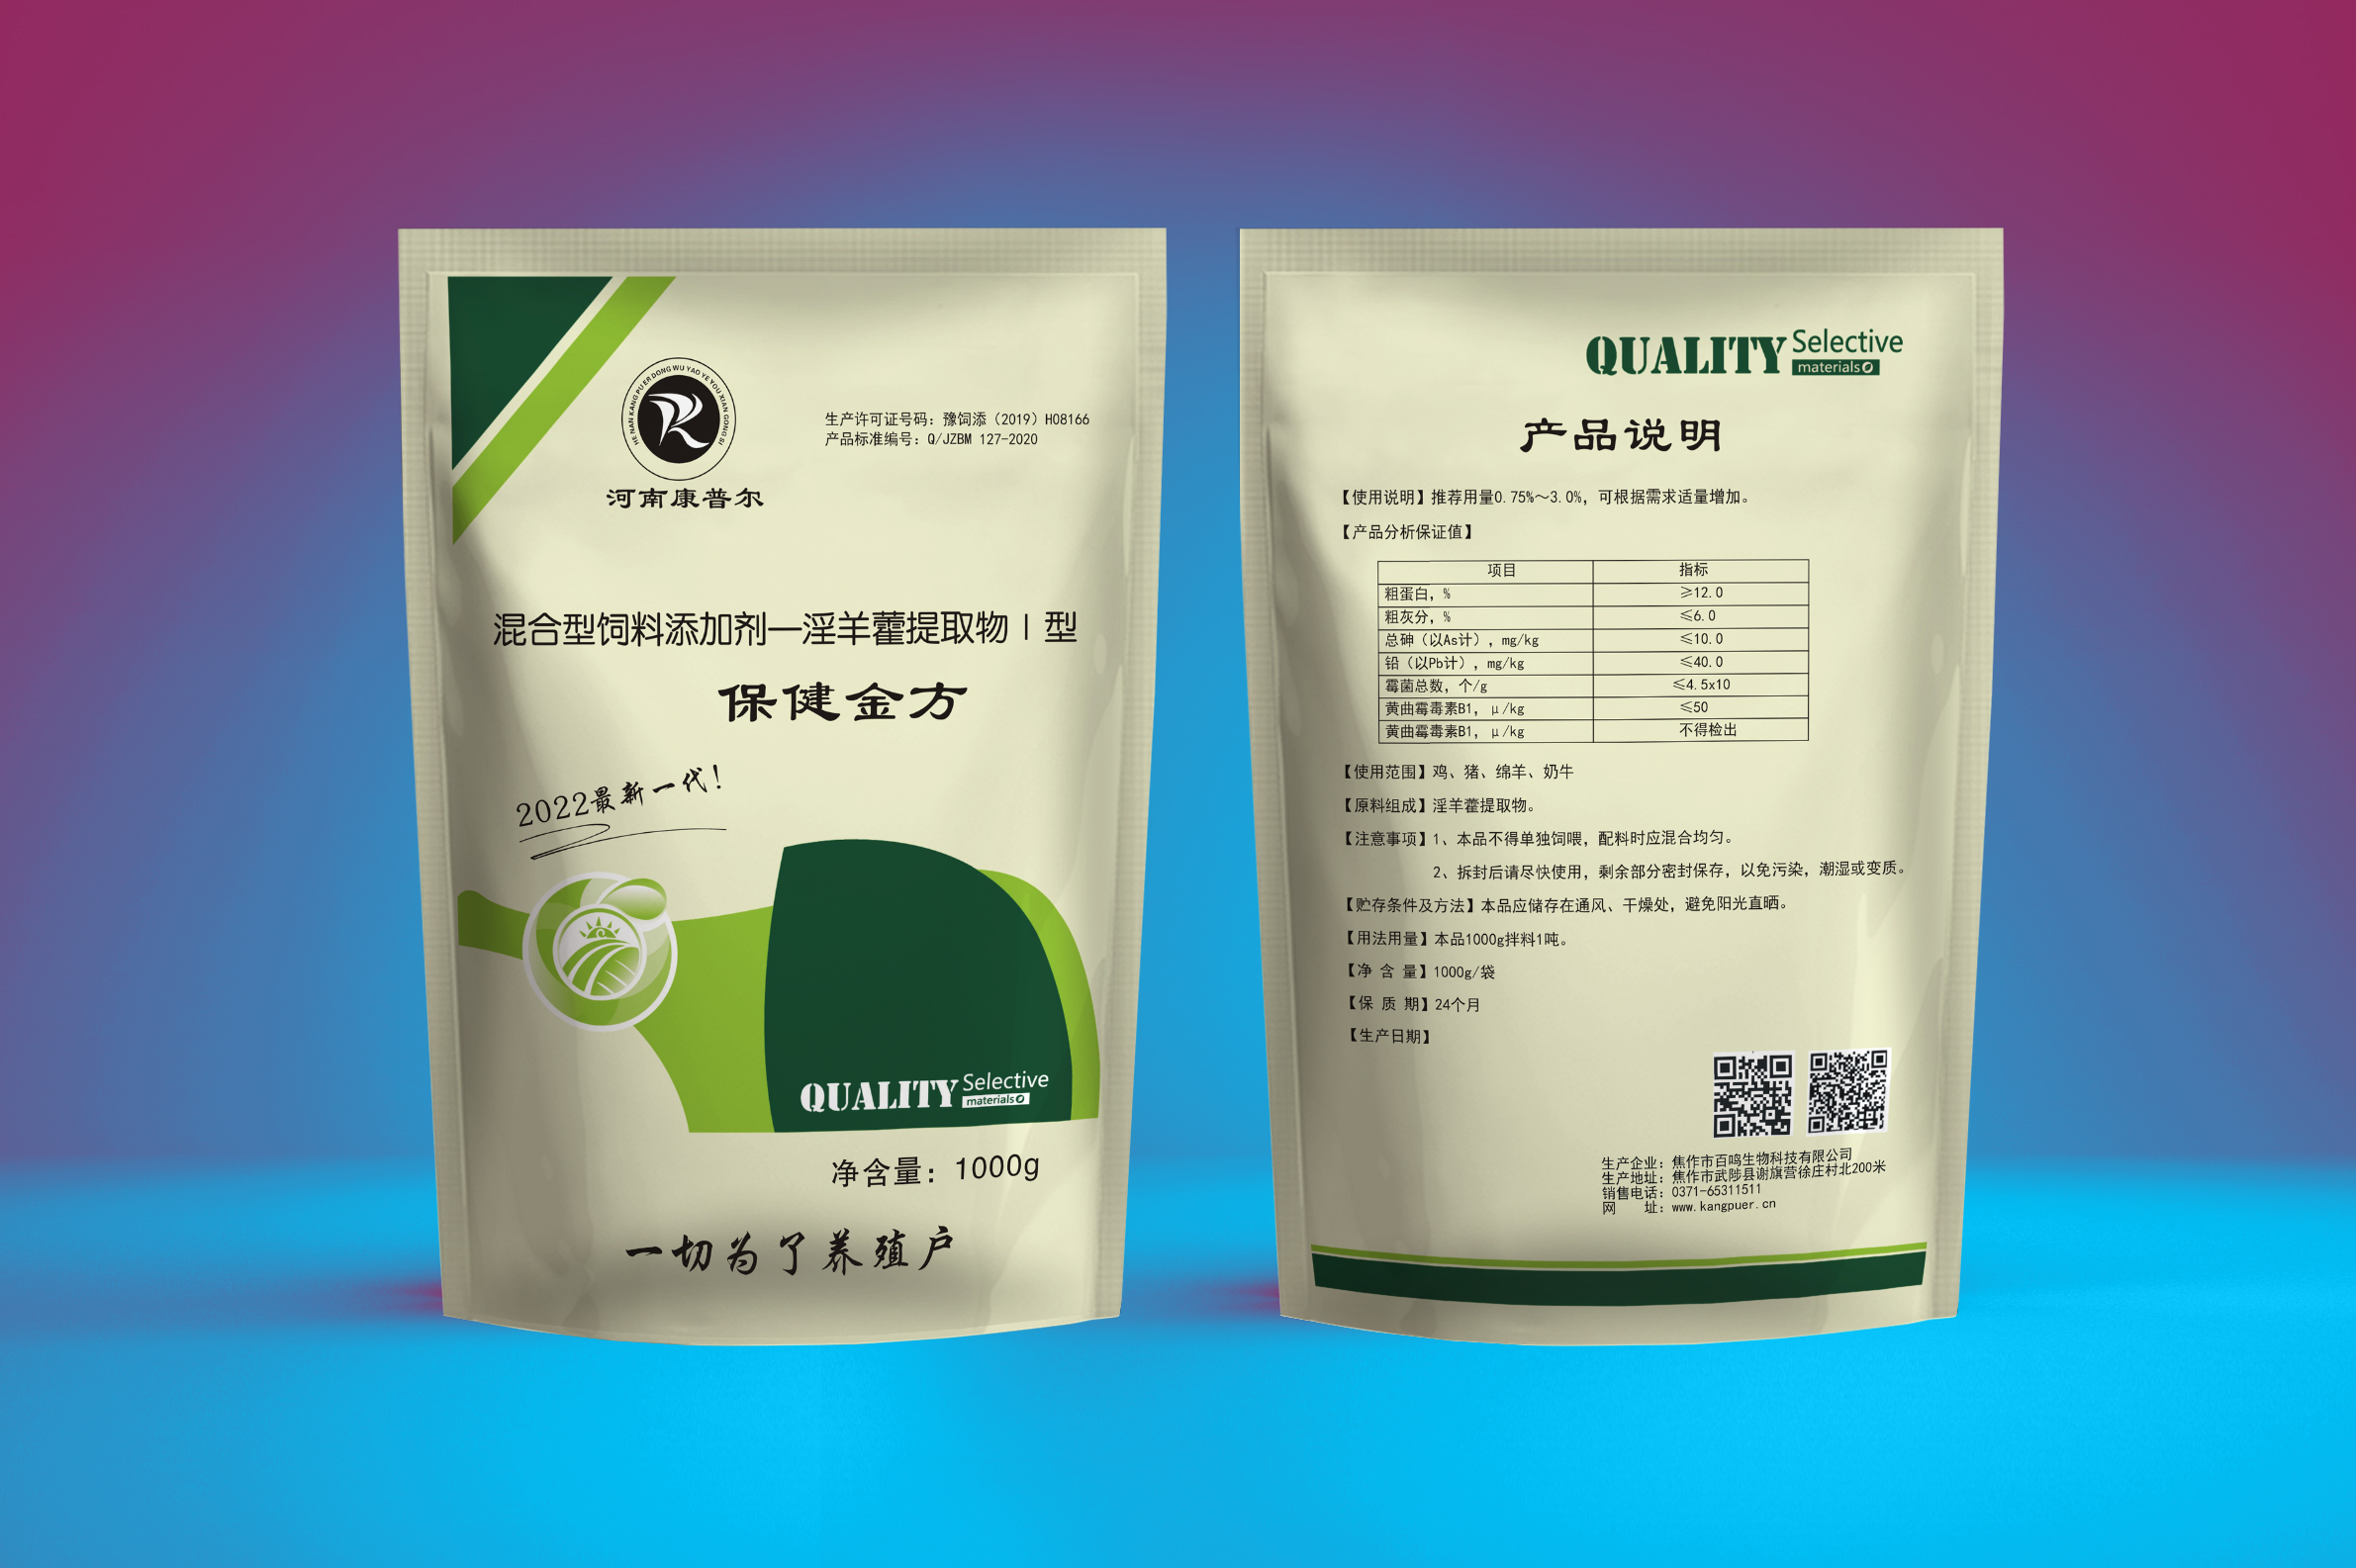 HE NAN KANG PU ER DONG WU YAO YE YOU XIAN GONG SI
河南康普尔
生产许可证号码：豫饲添（2019）H08166
产品标准编号：Q/JZBM 127-2020
混合型饲料添加剂—淫羊藿提取物Ⅰ型
保健金方
2022最新一代！
QUALITY Selective
materials
净含量：1000g
一切为了养殖户
QUALITY Selective
materials
产品说明
【使用说明】推荐用量0.75%～3.0%，可根据需求适量增加。
【产品分析保证值】
项目 指标
粗蛋白，% ≥12.0
粗灰分，% ≤6.0
总砷（以As计），mg/kg ≤10.0
铅（以Pb计），mg/kg ≤40.0
霉菌总数，个/g ≤4.5x10
黄曲霉毒素B1，μ/kg ≤50
黄曲霉毒素B1，μ/kg 不得检出
【使用范围】鸡、猪、绵羊、奶牛
【原料组成】淫羊藿提取物。
【注意事项】1、本品不得单独饲喂，配料时应混合均匀。
2、拆封后请尽快使用，剩余部分密封保存，以免污染，潮湿或变质。
【贮存条件及方法】本品应储存在通风、干燥处，避免阳光直晒。
【用法用量】本品1000g拌料1吨。
【净 含 量】1000g/袋
【保 质 期】24个月
【生产日期】
生产企业：焦作市百鸣生物科技有限公司
生产地址：焦作市武陟县谢旗营徐庄村北200米
销售电话：0371-65311511
网 址：www.kangpuer.cn